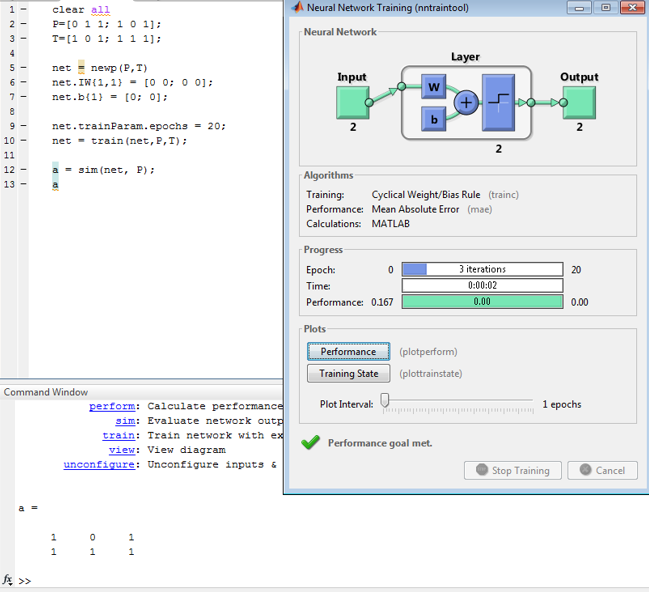 1 – clear all
2 – P=[0 1 1; 1 0 1];
3 – T=[1 0 1; 1 1 1];
4
5 – net = newp(P,T)
6 – net.IW{1,1} = [0 0; 0 0];
7 – net.b{1} = [0; 0];
8
9 – net.trainParam.epochs = 20;
10 – net = train(net,P,T);
11
12 – a = sim(net, P);
13 – a
Command Window
perform: Calculate performance
sim: Evaluate network outp
train: Train network with ex
view: View diagram
unconfigure: Unconfigure inputs &
a =
1 0 1
1 1 1
fx >>
Neural Network Training (nntraintool)
Neural Network
Layer
Input
Output
W
b
+
2
2
2
Algorithms
Training: Cyclical Weight/Bias Rule (trainc)
Performance: Mean Absolute Error (mae)
Calculations: MATLAB
Progress
Epoch: 0 3 iterations 20
Time: 0:00:02
Performance: 0.167 0.00 0.00
Plots
Performance (plotperform)
Training State (plottrainstate)
Plot Interval: 1 epochs
Performance goal met.
Stop Training Cancel